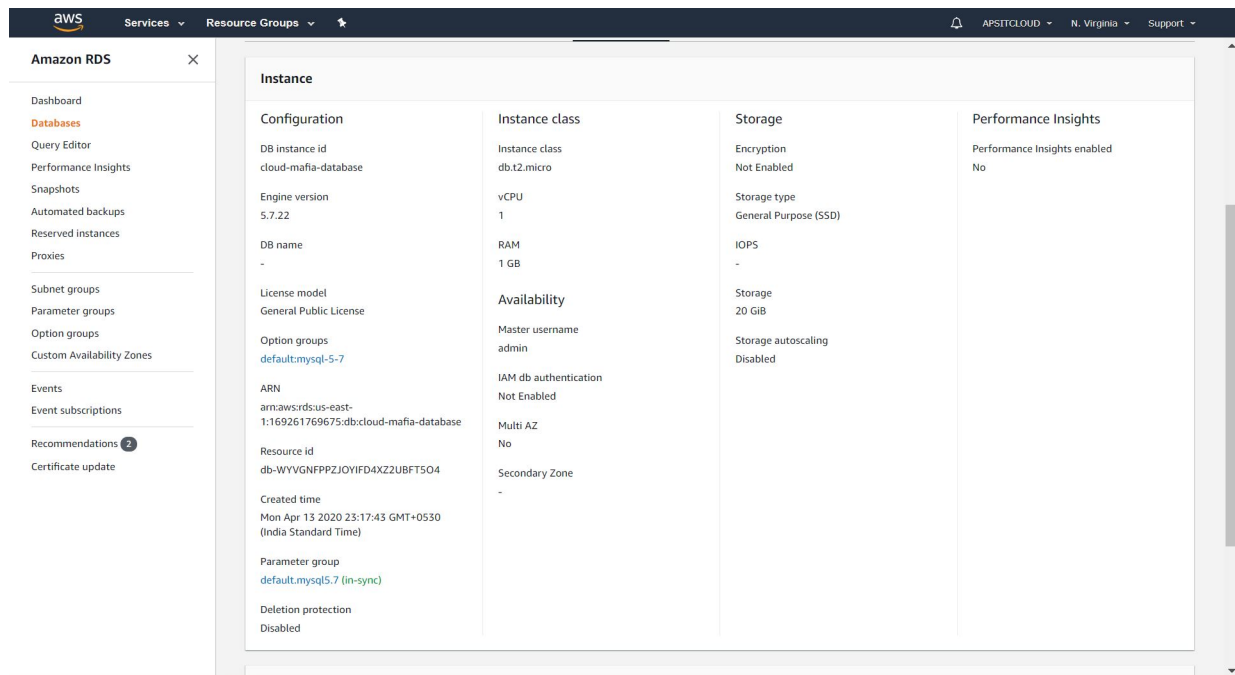 aws
Services
Resource Groups
APSITCLOUD
N. Virginia
Support
Amazon RDS
Dashboard
Databases
Query Editor
Performance Insights
Snapshots
Automated backups
Reserved instances
Proxies
Subnet groups
Parameter groups
Option groups
Custom Availability Zones
Events
Event subscriptions
Recommendations 2
Certificate update
Instance
Configuration
DB instance id
cloud-mafia-database
Engine version
5.7.22
DB name
-
License model
General Public License
Option groups
default:mysql-5-7
ARN
arn:aws:rds:us-east-
1:169261769675:db:cloud-mafia-database
Resource id
db-WYVGNFPPZJOYIFD4XZ2UBFT5O4
Created time
Mon Apr 13 2020 23:17:43 GMT+0530
(India Standard Time)
Parameter group
default.mysql5.7 (in-sync)
Deletion protection
Disabled
Instance class
Instance class
db.t2.micro
vCPU
1
RAM
1 GB
Availability
Master username
admin
IAM db authentication
Not Enabled
Multi AZ
No
Secondary Zone
-
Storage
Encryption
Not Enabled
Storage type
General Purpose (SSD)
IOPS
-
Storage
20 GiB
Storage autoscaling
Disabled
Performance Insights
Performance Insights enabled
No